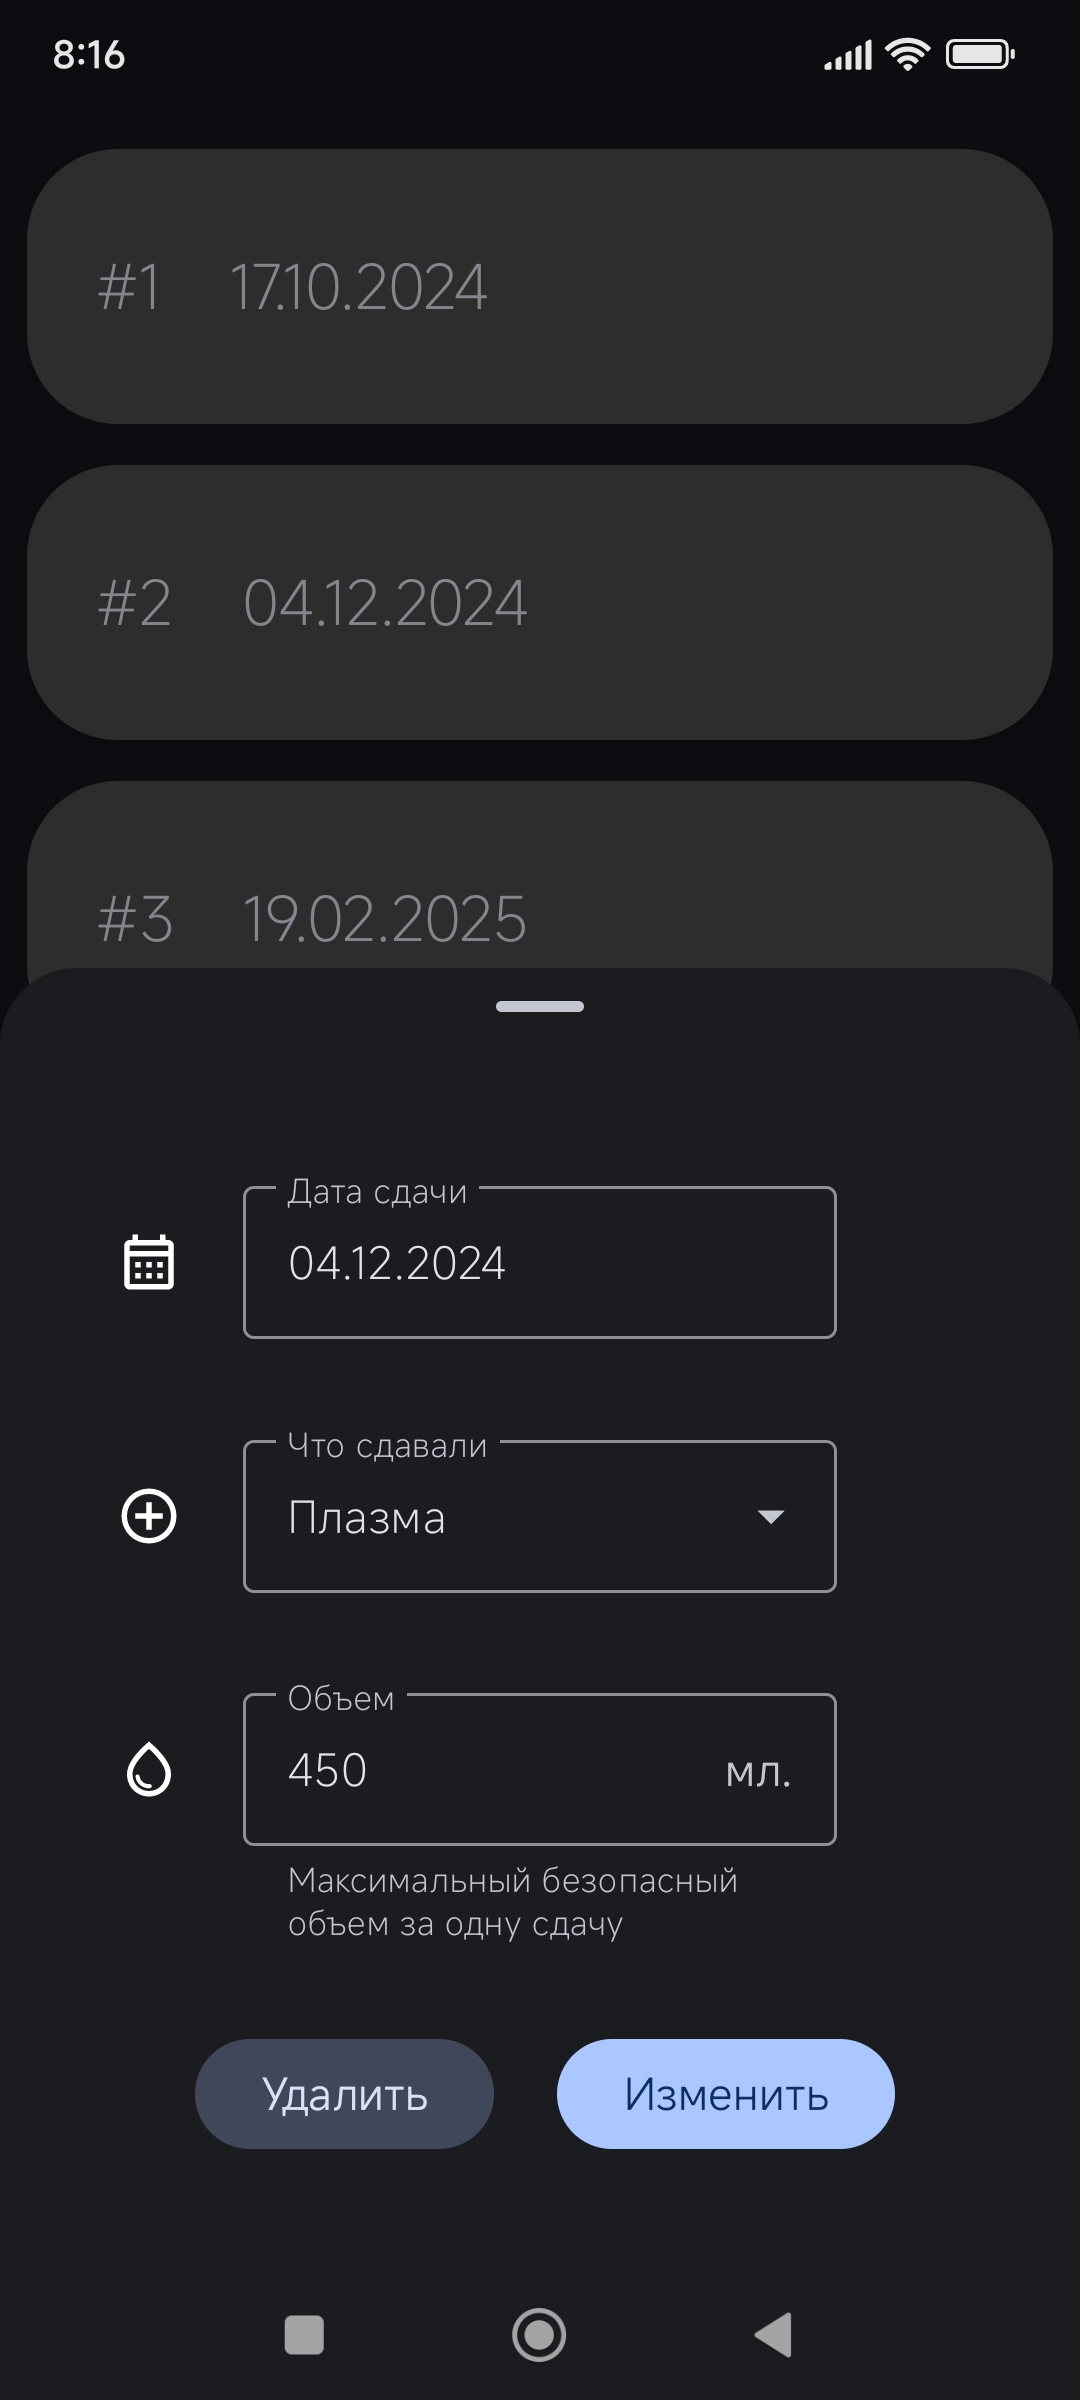 8:16
#1 17.10.2024
#2 04.12.2024
#3 19.02.2025
Дата сдачи
04.12.2024
Что сдавали
Плазма
Объем
450 мл.
Максимальный безопасный
объем за одну сдачу
Удалить Изменить